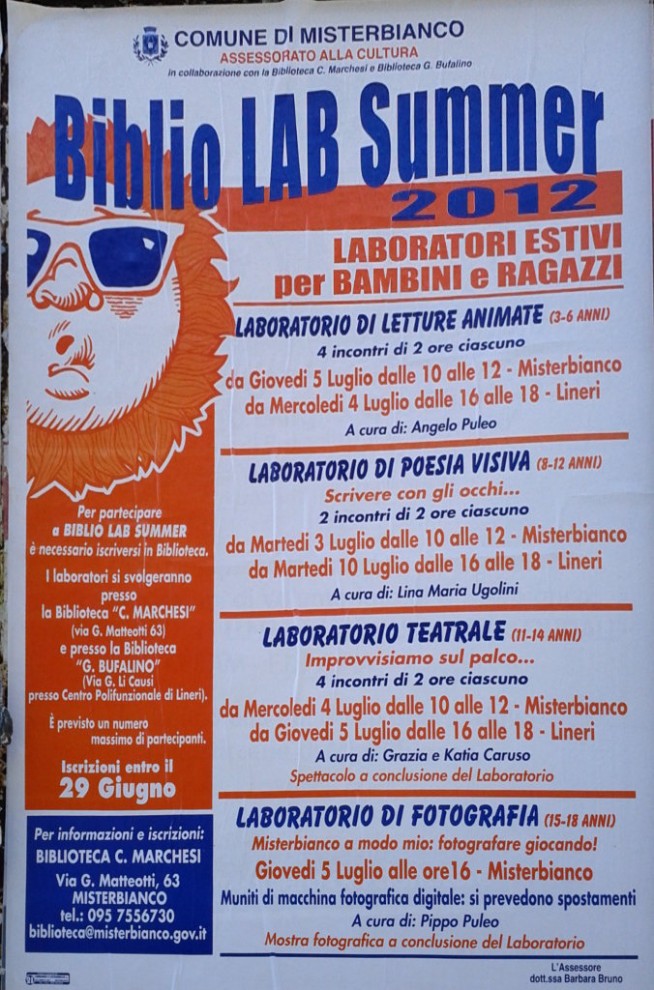 COMUNE DI MISTERBIANCO
ASSESSORATO ALLA CULTURA
in collaborazione con la Biblioteca C. Marchesi e Biblioteca G. Bufalino
Biblio LAB Summer
2012
LABORATORI ESTIVI
per BAMBINI e RAGAZZI
LABORATORIO DI LETTURE ANIMATE (3-6 ANNI)
4 incontri di 2 ore ciascuno
da Giovedi 5 Luglio dalle 10 alle 12 - Misterbianco
da Mercoledi 4 Luglio dalle 16 alle 18 - Lineri
A cura di: Angelo Puleo
LABORATORIO DI POESIA VISIVA (8-12 ANNI)
Scrivere con gli occhi...
2 incontri di 2 ore ciascuno
da Martedi 3 Luglio dalle 10 alle 12 - Misterbianco
da Martedi 10 Luglio dalle 16 alle 18 - Lineri
A cura di: Lina Maria Ugolini
LABORATORIO TEATRALE (11-14 ANNI)
Improvvisiamo sul palco...
4 incontri di 2 ore ciascuno
da Mercoledi 4 Luglio dalle 10 alle 12 - Misterbianco
da Giovedi 5 Luglio dalle 16 alle 18 - Lineri
A cura di: Grazia e Katia Caruso
Spettacolo a conclusione del Laboratorio
LABORATORIO DI FOTOGRAFIA (15-18 ANNI)
Misterbianco a modo mio: fotografare giocando!
Giovedi 5 Luglio alle ore16 - Misterbianco
Muniti di macchina fotografica digitale: si prevedono spostamenti
A cura di: Pippo Puleo
Mostra fotografica a conclusione del Laboratorio
Per partecipare
a BIBLIO LAB SUMMER
è necessario iscriversi in Biblioteca.
I laboratori si svolgeranno
presso
la Biblioteca "C. MARCHESI"
(via G. Matteotti 63)
e presso la Biblioteca
"G. BUFALINO"
(Via G. Li Causi
presso Centro Polifunzionale di Lineri).
È previsto un numero
massimo di partecipanti.
Iscrizioni entro il
29 Giugno
Per informazioni e iscrizioni:
BIBLIOTECA C. MARCHESI
Via G. Matteotti, 63
MISTERBIANCO
tel.: 095 7556730
biblioteca@misterbianco.gov.it
L'Assessore
dott.ssa Barbara Bruno